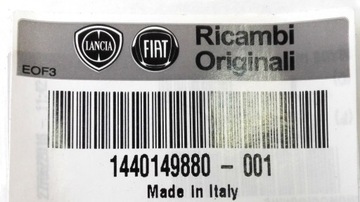 LANCIA FIAT Ricambi
Originali
EOF3
1440149880 - 001
Made in Italy